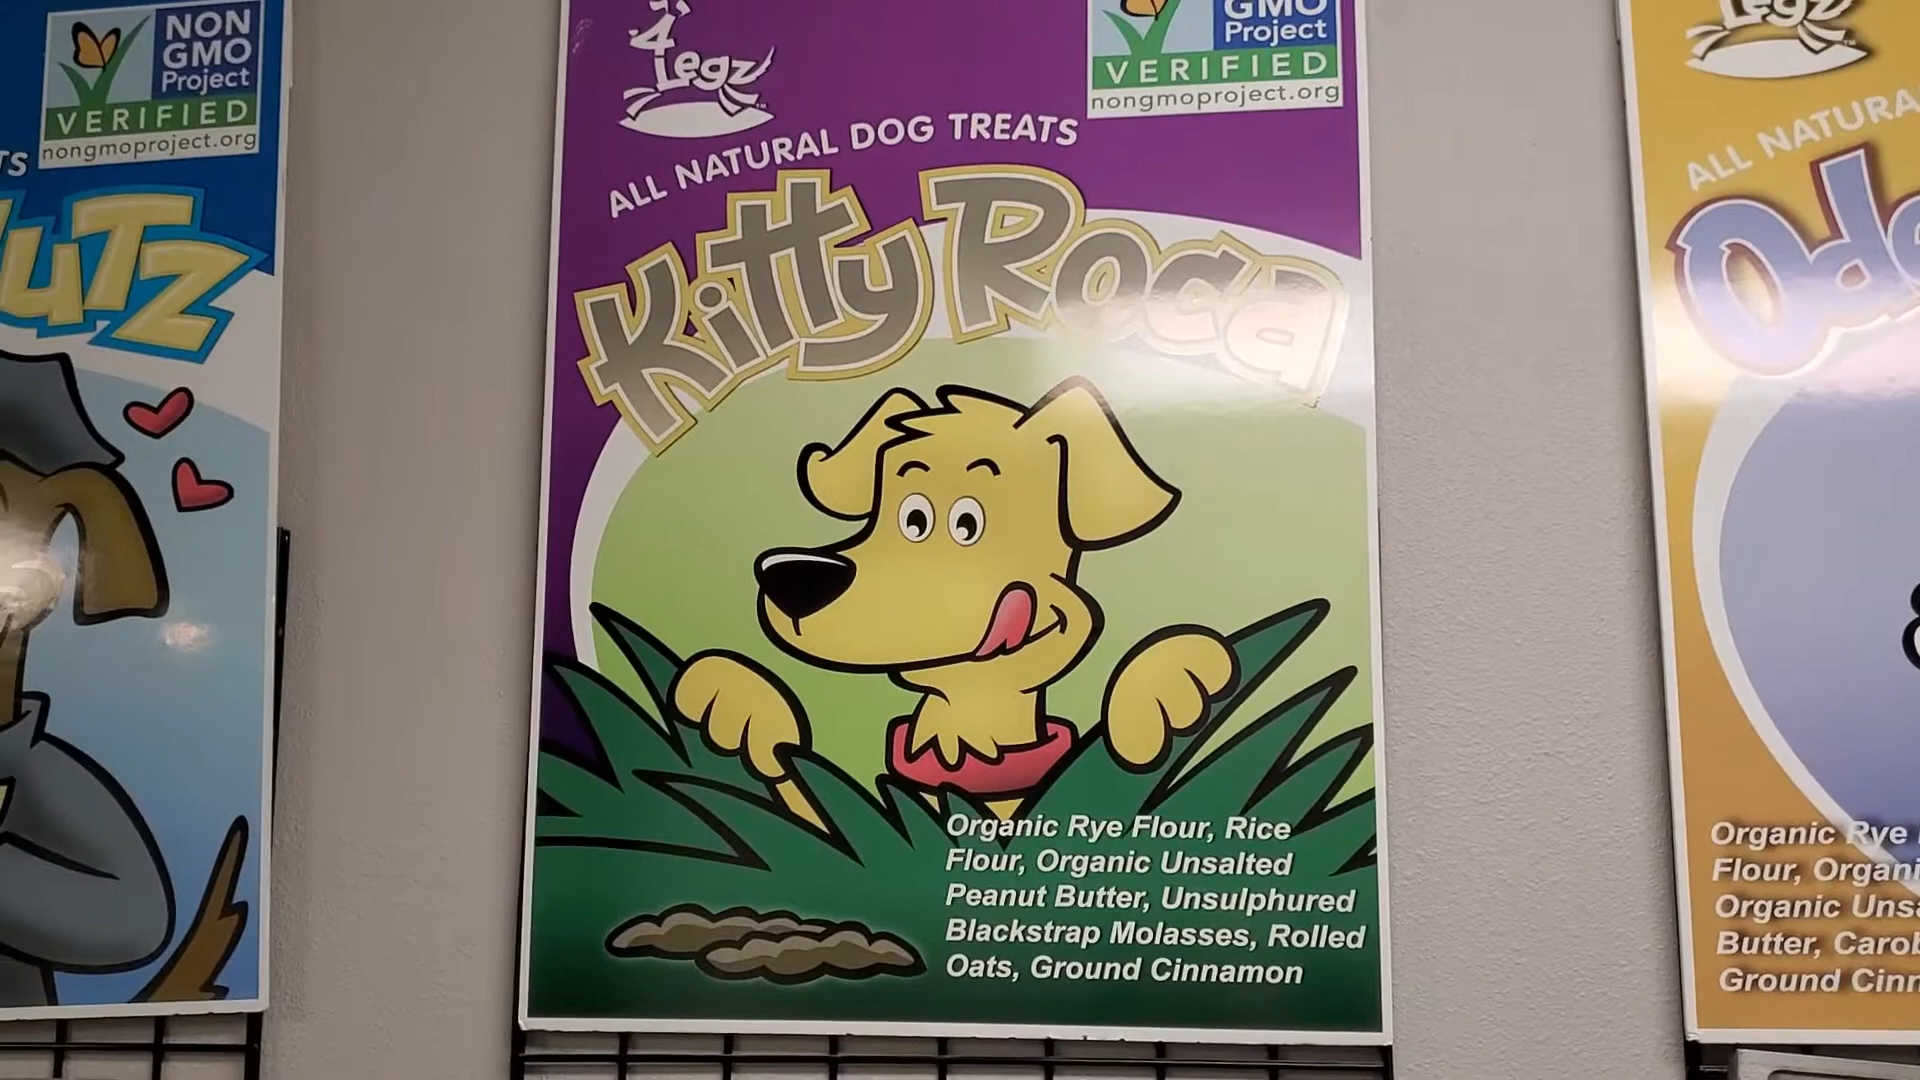 NON
GMO
Project
VERIFIED
nongmoproject.org
4
Legz
GMO
Project
VERIFIED
nongmoproject.org
ALL NATURAL DOG TREATS
Kitty Roca
Organic Rye Flour, Rice
Flour, Organic Unsalted
Peanut Butter, Unsulphured
Blackstrap Molasses, Rolled
Oats, Ground Cinnamon
Legz
ALL NATURA
Organic Rye
Flour, Organi
Organic Unsa
Butter, Carob
Ground Cinn